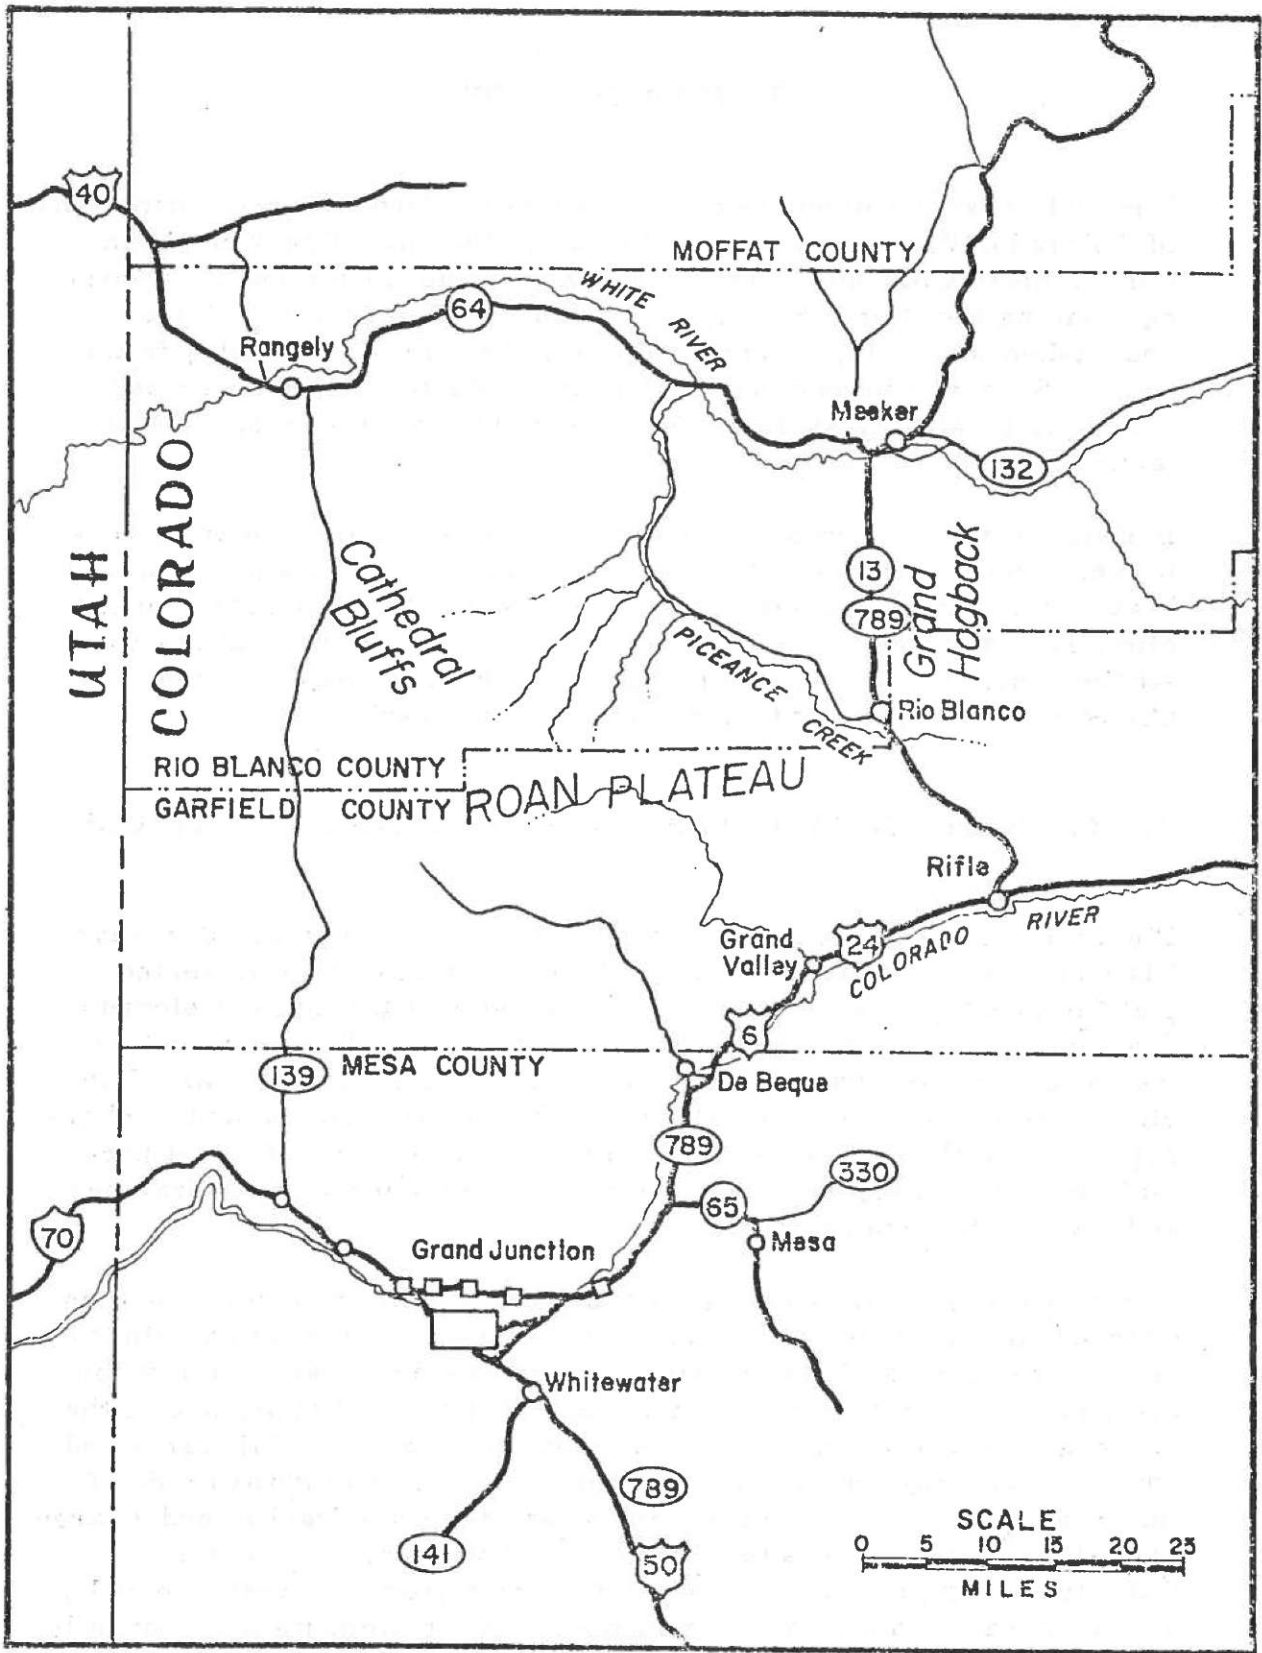 40
MOFFAT COUNTY
WHITE RIVER
64
Rangely
Meeker
132
UTAH
COLORADO
Cathedral
Bluffs
13
789
Grand
Hogback
PICEANCE CREEK
Rio Blanco
RIO BLANCO COUNTY
GARFIELD COUNTY
ROAN PLATEAU
Rifle
COLORADO RIVER
24
Grand
Valley
6
139
MESA COUNTY
De Beque
789
330
65
70
Grand Junction
Mesa
Whitewater
789
141
50
SCALE
0 5 10 15 20 25
MILES